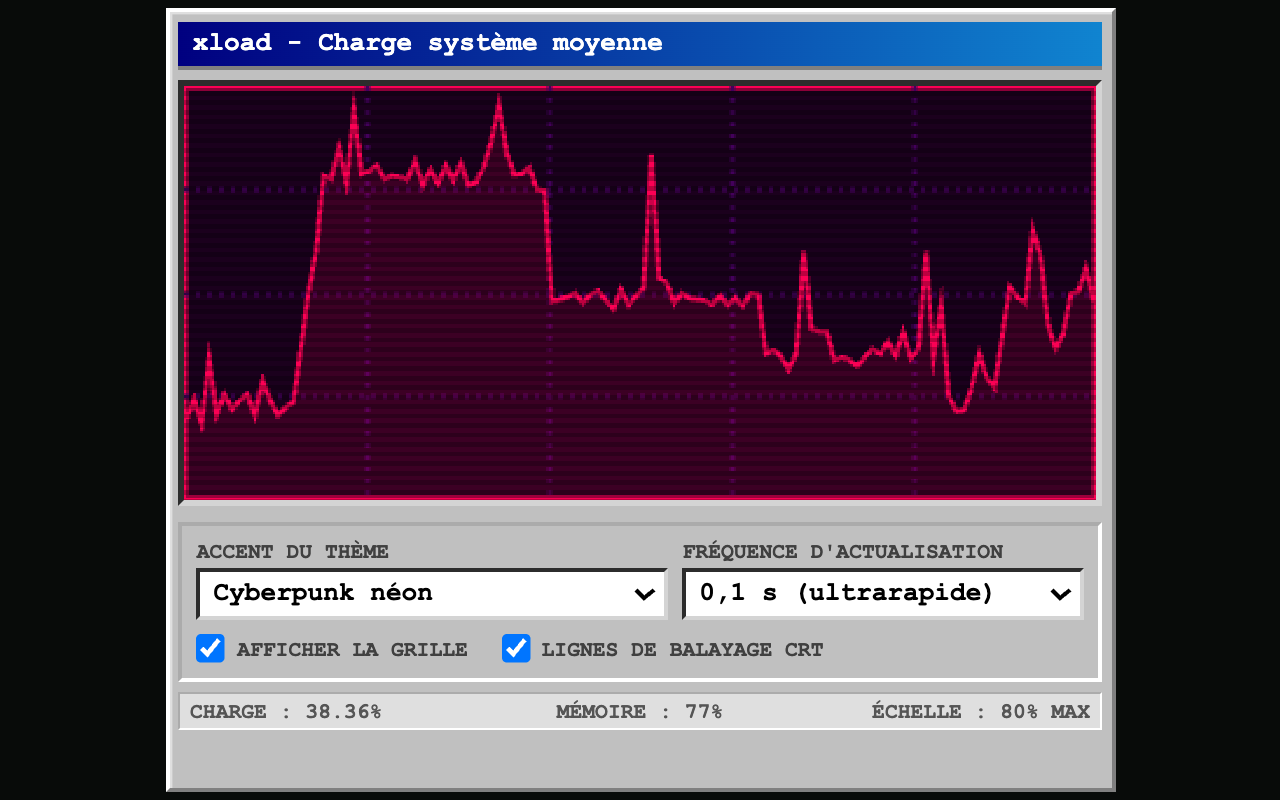 xload - Charge système moyenne
ACCENT DU THÈME
FRÉQUENCE D'ACTUALISATION
Cyberpunk néon
0,1 s (ultrarapide)
AFFICHER LA GRILLE
LIGNES DE BALAYAGE CRT
CHARGE : 38.36%
MÉMOIRE : 77%
ÉCHELLE : 80% MAX